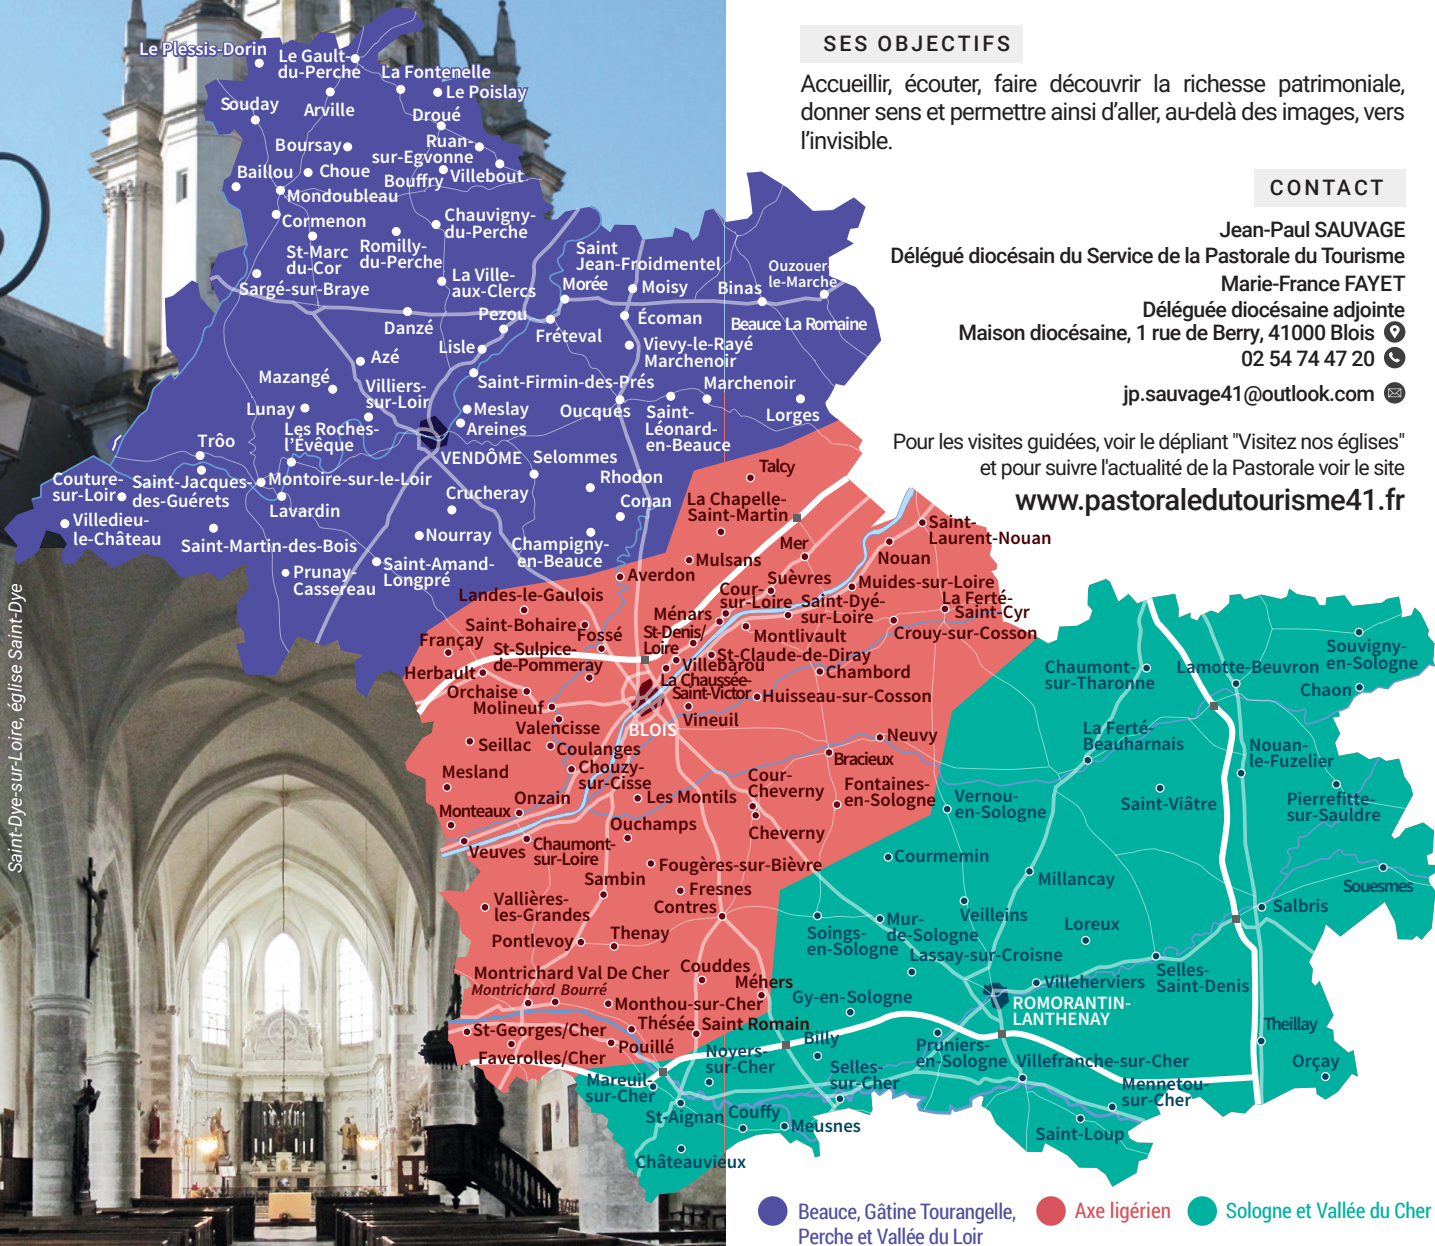 SES OBJECTIFS
Accueillir, écouter, faire découvrir la richesse patrimoniale,
donner sens et permettre ainsi d’aller, au-delà des images, vers
l’invisible.
CONTACT
Jean-Paul SAUVAGE
Délégué diocésain du Service de la Pastorale du Tourisme
Marie-France FAYET
Déléguée diocésaine adjointe
Maison diocésaine, 1 rue de Berry, 41000 Blois
02 54 74 47 20
jp.sauvage41@outlook.com
Pour les visites guidées, voir le dépliant "Visitez nos églises"
et pour suivre l'actualité de la Pastorale voir le site
www.pastoraledutourisme41.fr
Le Plessis-Dorin
Le Gault-
du-Perche
La Fontenelle
Le Poislay
Souday
Arville
Droué
Boursay
Ruan-
sur-Egvonne
Baillou
Choue
Bouffry
Villebout
Mondoubleau
Cormenon
Chauvigny-
du-Perche
St-Marc
du-Cor
Romilly-
du-Perche
Sargé-sur-Braye
La Ville-
aux-Clercs
Saint
Jean-Froidmentel
Morée
Moisy
Binas
Ouzouer-
le-Marche
Danzé
Pezou
Fréteval
Écoman
Beauce La Romaine
Lisle
Azé
Vievy-le-Rayé
Marchenoir
Mazangé
Villiers-
sur-Loir
Saint-Firmin-des-Prés
Marchenoir
Lunay
Meslay
Areines
Oucques
Saint-
Léonard-
en-Beauce
Lorges
Les Roches-
l’Évêque
Trôo
VENDÔME
Selommes
Couture-
sur-Loir
Saint-Jacques-
des-Guérets
Montoire-sur-le-Loir
Rhodon
Crucheray
Conan
Lavardin
Villedieu-
le-Château
Saint-Martin-des-Bois
Nourray
Champigny-
en-Beauce
Prunay-
Cassereau
Saint-Amand-
Longpré
Talcy
La Chapelle-
Saint-Martin
Saint-
Laurent-Nouan
Mer
Nouan
Mulsans
Averdon
Suèvres
Muides-sur-Loire
Landes-le-Gaulois
Cour-
sur-Loire
Saint-Dyé-
sur-Loire
La Ferté-
Saint-Cyr
Ménars
Saint-Bohaire
Fossé
St-Denis/
Loire
Montlivault
Crouy-sur-Cosson
Françay
St-Sulpice-
de-Pommeray
St-Claude-de-Diray
Villebarou
Herbault
La Chaussée-
Saint-Victor
Chambord
Orchaise
Molineuf
Huisseau-sur-Cosson
Vineuil
Valencisse
BLOIS
Seillac
Coulanges
Neuvy
Bracieux
Mesland
Chouzy-
sur-Cisse
Cour-
Cheverny
Fontaines-
en-Sologne
Onzain
Les Montils
Monteaux
Ouchamps
Cheverny
Veuves
Chaumont-
sur-Loire
Fougères-sur-Bièvre
Sambin
Fresnes
Vallières-
les-Grandes
Contres
Pontlevoy
Thenay
Montrichard Val De Cher
Montrichard Bourré
Couddes
Méhers
Monthou-sur-Cher
St-Georges/Cher
Thésée
Saint Romain
Faverolles/Cher
Pouillé
Souvigny-
en-Sologne
Chaumont-
sur-Tharonne
Lamotte-Beuvron
Chaon
La Ferté-
Beauharnais
Nouan-
le-Fuzelier
Vernou-
en-Sologne
Saint-Viâtre
Pierrefitte-
sur-Sauldre
Courmemin
Millancay
Souesmes
Veilleins
Salbris
Soings-
en-Sologne
Mur-
de-Sologne
Loreux
Lassay-sur-Croisne
Selles-
Saint-Denis
Villeherviers
Gy-en-Sologne
ROMORANTIN-
LANTHENAY
Billy
Pruniers-
en-Sologne
Theillay
Noyers-
sur-Cher
Selles-
sur-Cher
Villefranche-sur-Cher
Orçay
Mareuil-
sur-Cher
Mennetou-
sur-Cher
St-Aignan
Couffy
Meusnes
Saint-Loup
Châteauvieux
Saint-Dye-sur-Loire, église Saint-Dye
Beauce, Gâtine Tourangelle,
Perche et Vallée du Loir
Axe ligérien
Sologne et Vallée du Cher